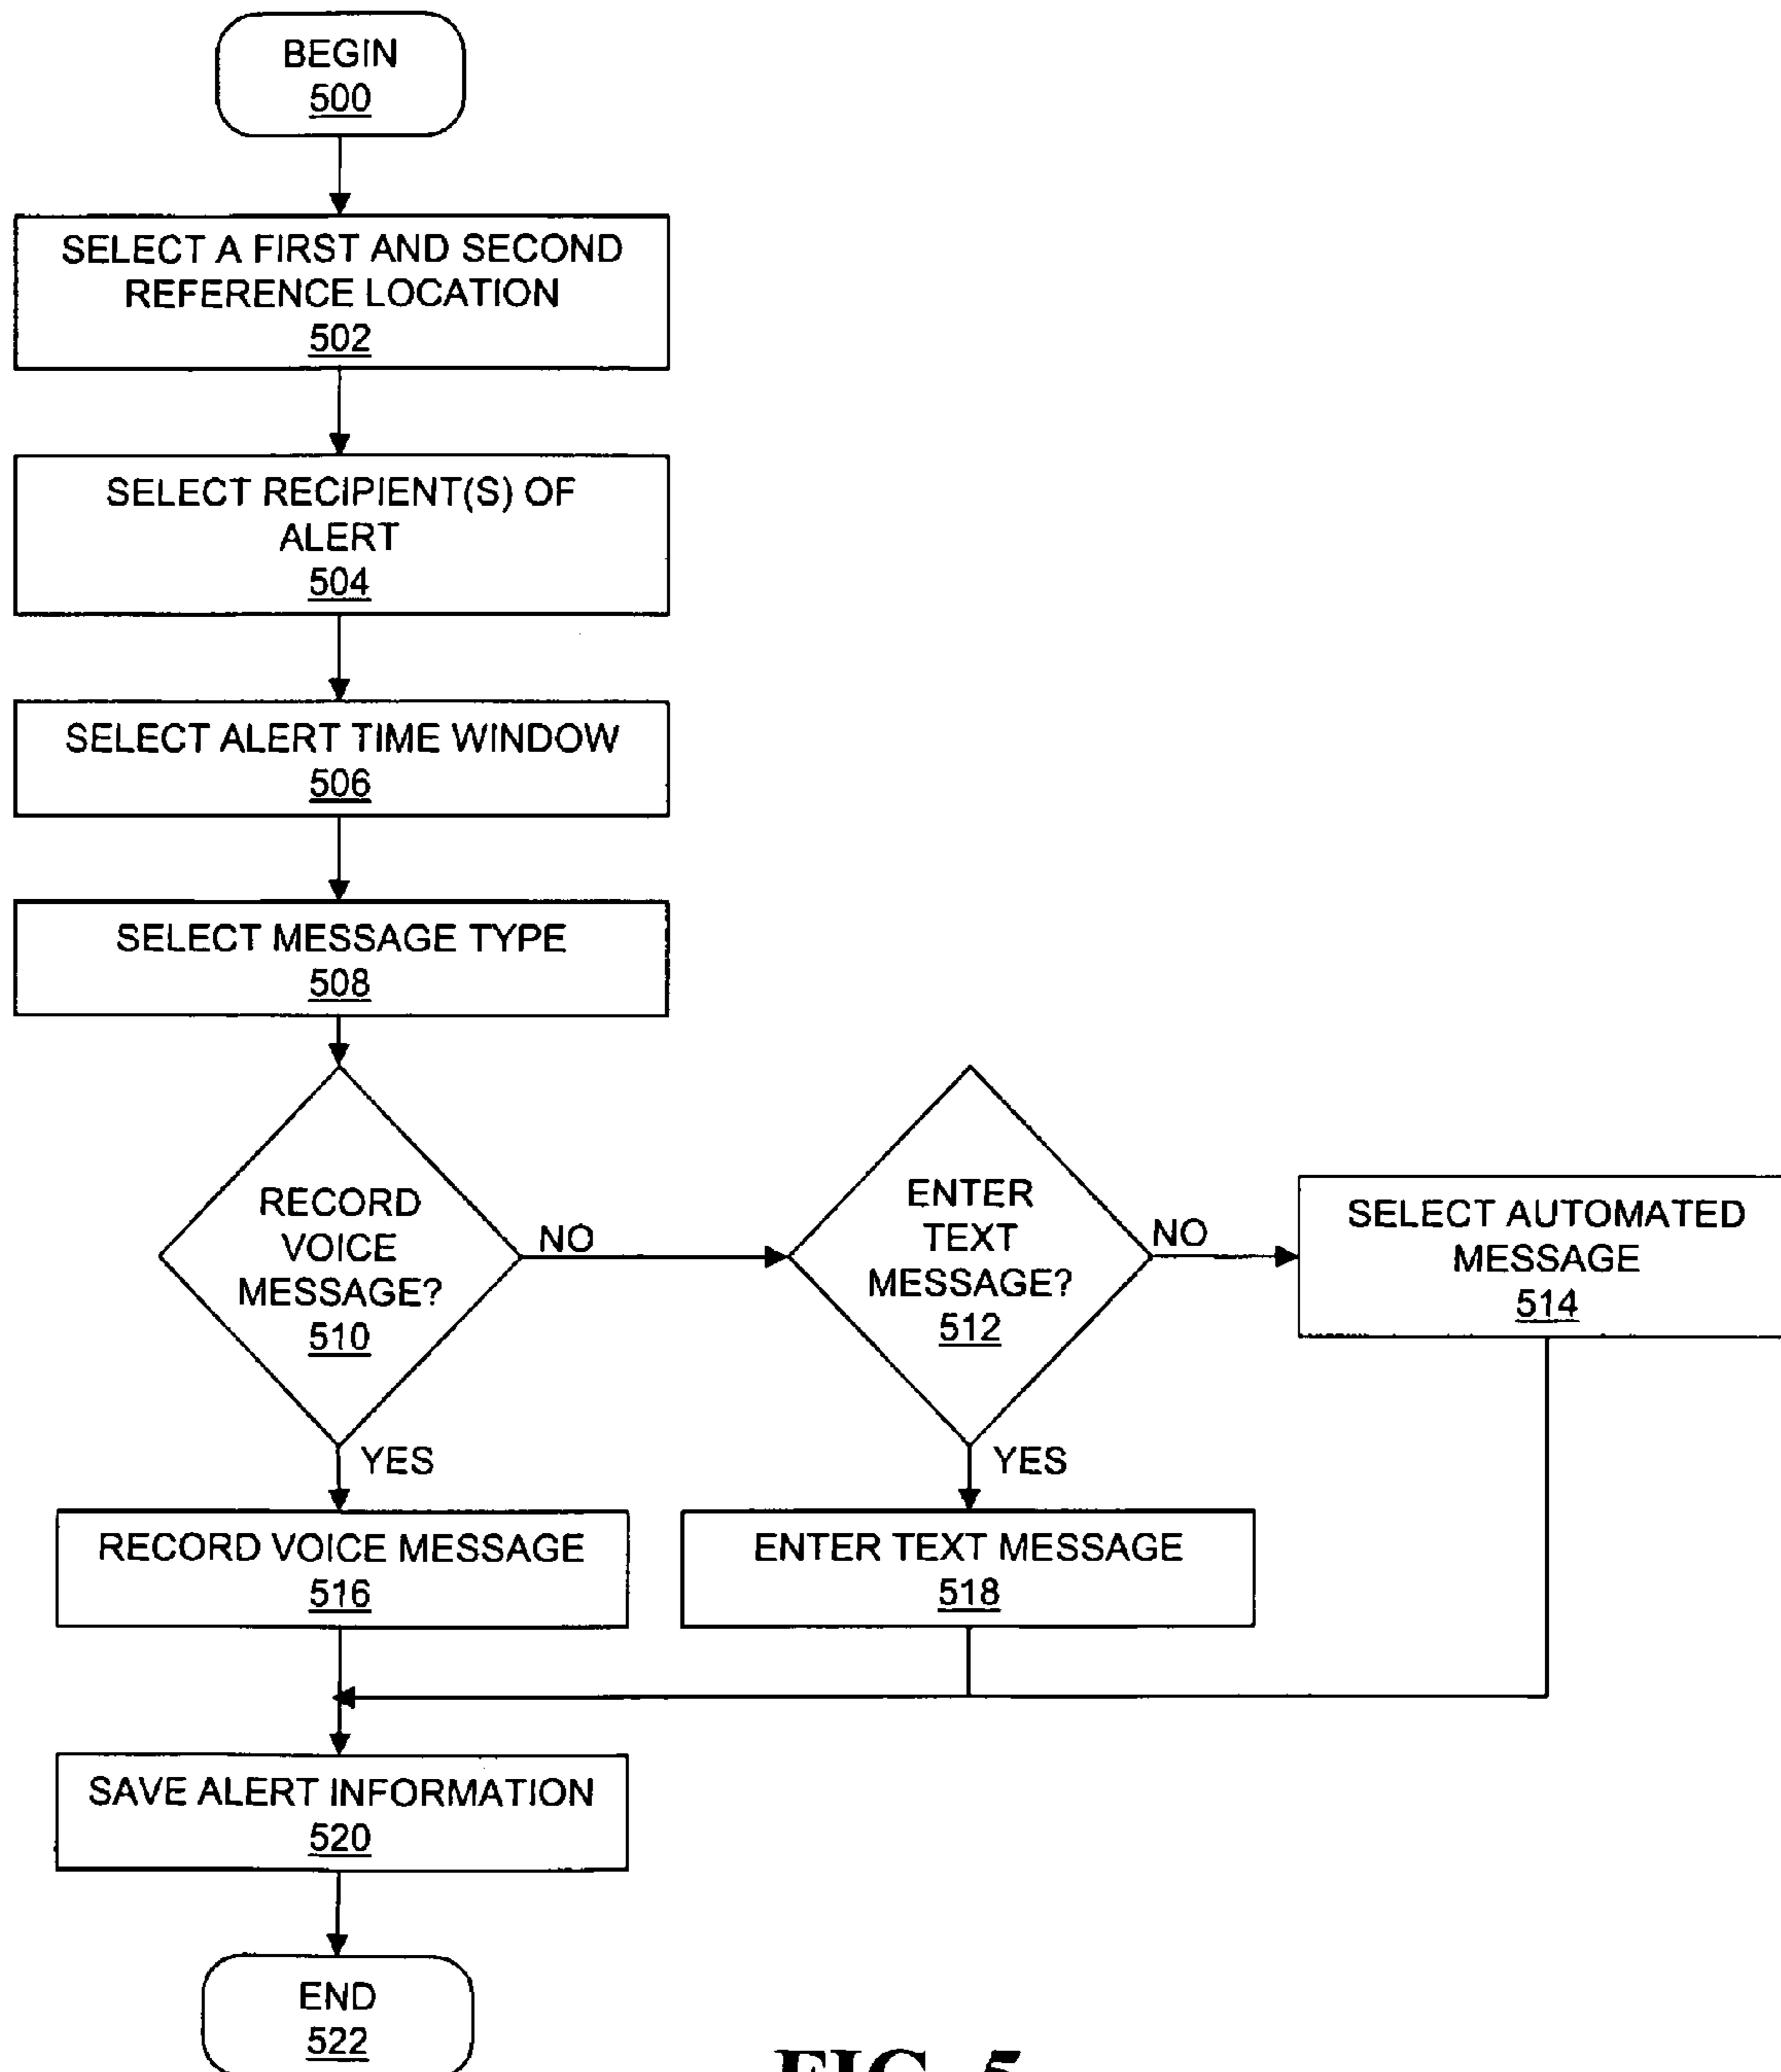 BEGIN
500
SELECT A FIRST AND SECOND
REFERENCE LOCATION
502
SELECT RECIPIENT(S) OF
ALERT
504
SELECT ALERT TIME WINDOW
506
SELECT MESSAGE TYPE
508
RECORD
VOICE
MESSAGE?
510
NO
ENTER
TEXT
MESSAGE?
512
NO
SELECT AUTOMATED
MESSAGE
514
YES
YES
RECORD VOICE MESSAGE
516
ENTER TEXT MESSAGE
518
SAVE ALERT INFORMATION
520
END
522
FIG. 5